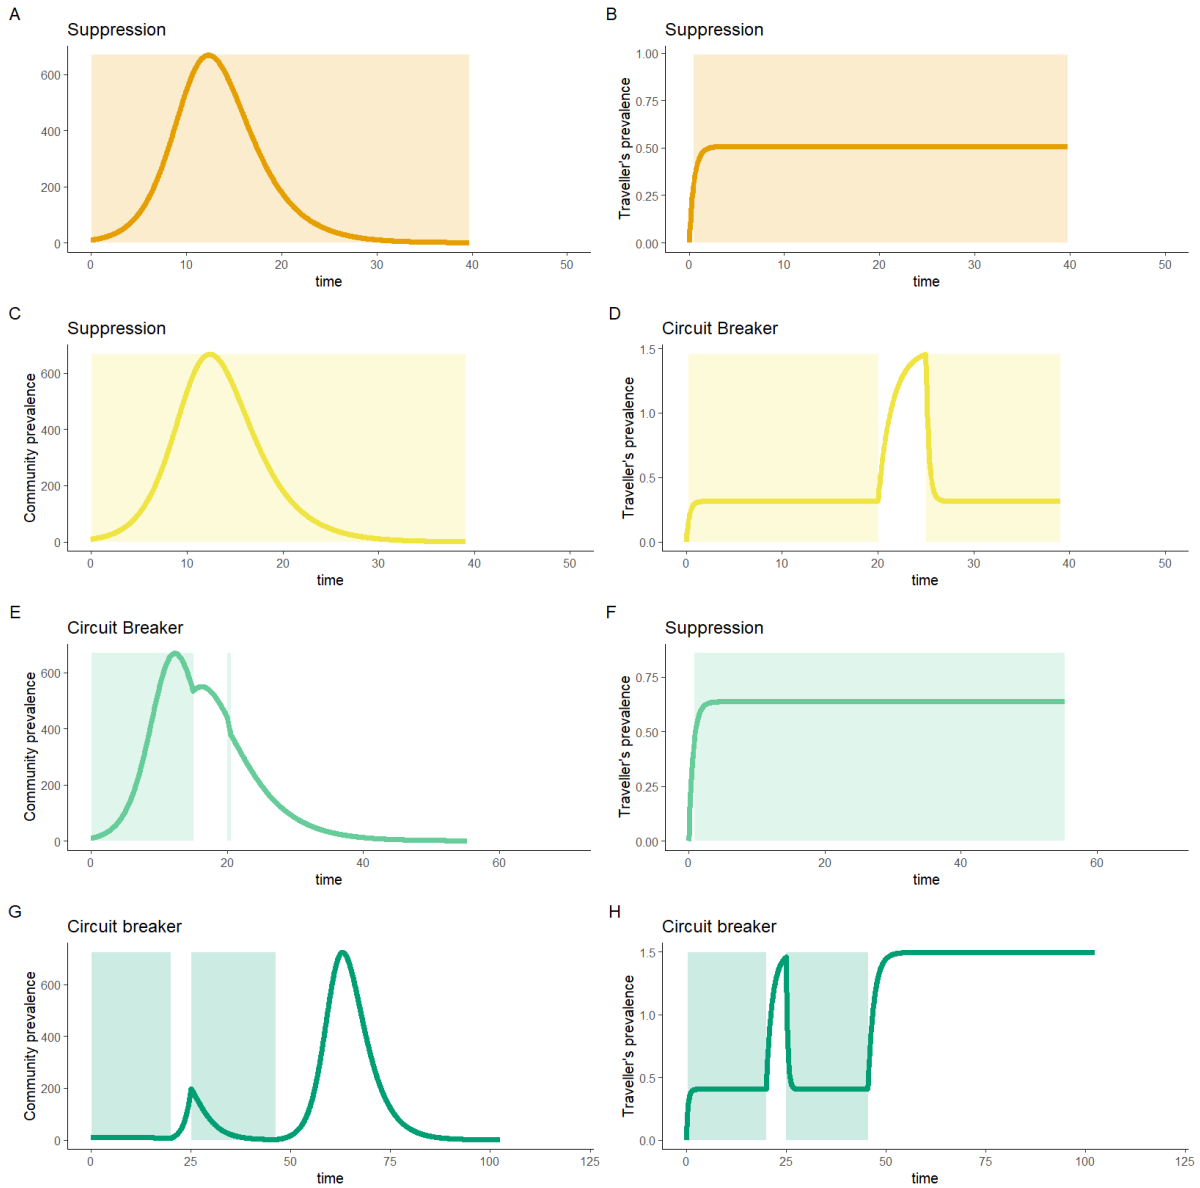 A
Suppression
600
400
200
0
0 10 20 30 40 50
time
B
Suppression
Traveller's prevalence
1.00
0.75
0.50
0.25
0.00
0 10 20 30 40 50
time
C
Suppression
Community prevalence
600
400
200
0
0 10 20 30 40 50
time
D
Circuit Breaker
Traveller's prevalence
1.5
1.0
0.5
0.0
0 10 20 30 40 50
time
E
Circuit Breaker
Community prevalence
600
400
200
0
0 20 40 60
time
F
Suppression
Traveller's prevalence
0.75
0.50
0.25
0.00
0 20 40 60
time
G
Circuit breaker
Community prevalence
600
400
200
0
0 25 50 75 100 125
time
H
Circuit breaker
Traveller's prevalence
1.5
1.0
0.5
0.0
0 25 50 75 100 125
time